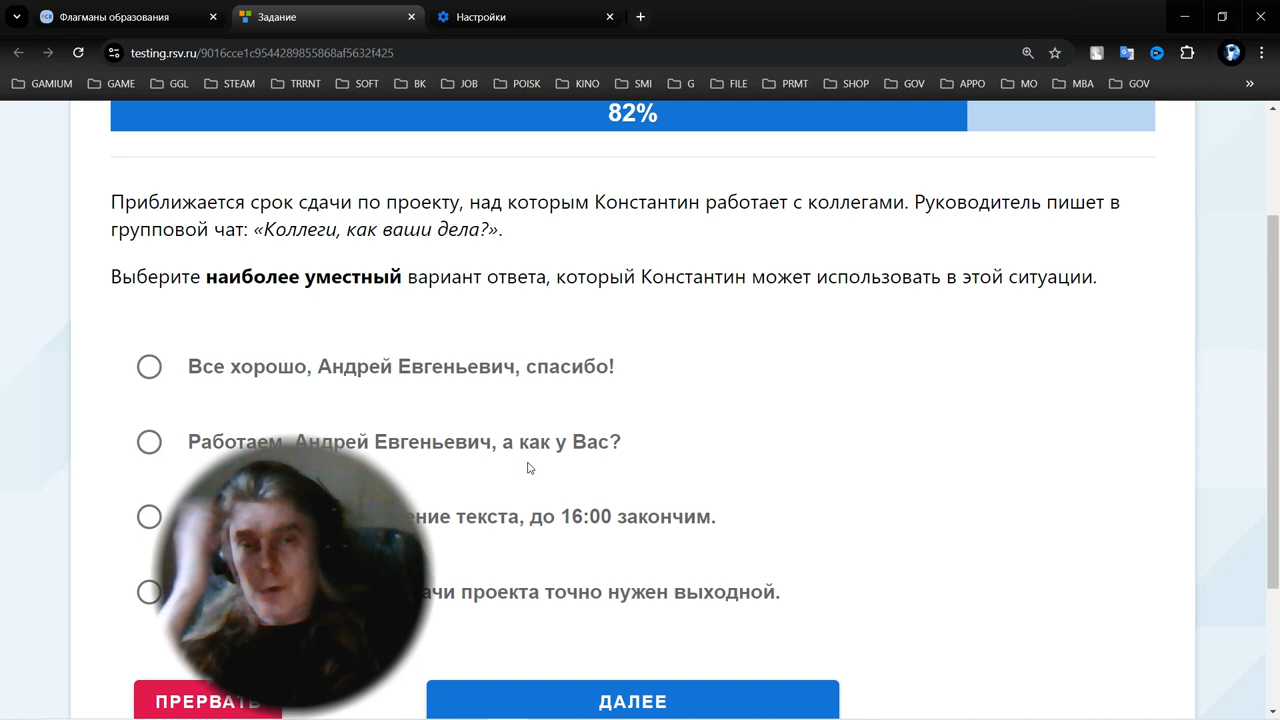 Флагманы образования
Задание
Настройки
testing.rsv.ru/9016cce1c9544289855868af5632f425
GAMIUM GAME GGL STEAM TRRNT SOFT BK JOB POISK KINO SMI G FILE PRMT SHOP GOV APPO MO MBA GOV
82%
Приближается срок сдачи по проекту, над которым Константин работает с коллегами. Руководитель пишет в
групповой чат: «Коллеги, как ваши дела?».
Выберите наиболее уместный вариант ответа, который Константин может использовать в этой ситуации.
Все хорошо, Андрей Евгеньевич, спасибо!
Работаем, Андрей Евгеньевич, а как у Вас?
текста, до 16:00 закончим.
проекта точно нужен выходной.
ПРЕРВАТЬ
ДАЛЕЕ